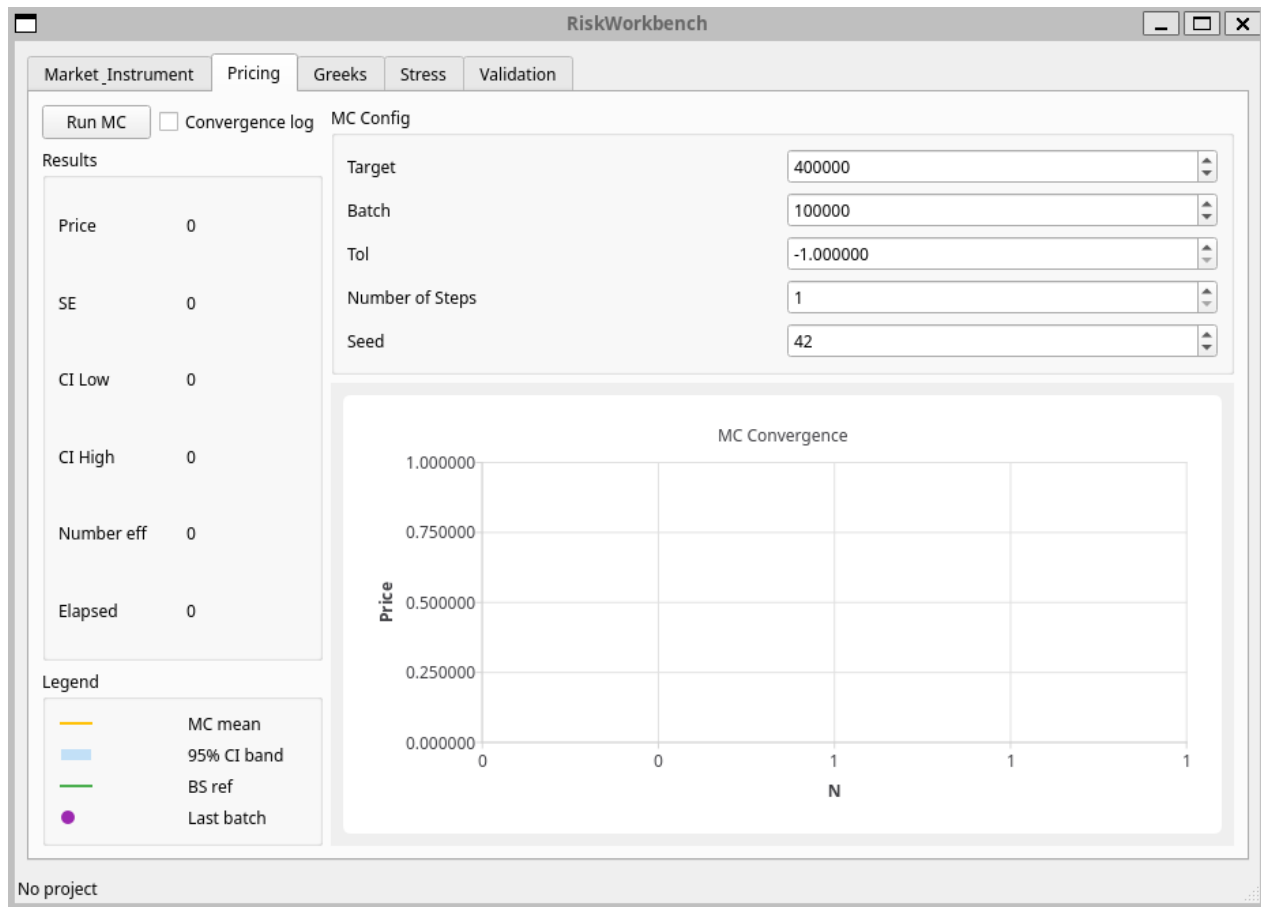 RiskWorkbench
Market_Instrument Pricing Greeks Stress Validation
Run MC Convergence log
Results
Price 0
SE 0
CI Low 0
CI High 0
Number eff 0
Elapsed 0
Legend
MC mean
95% CI band
BS ref
Last batch
MC Config
Target 400000
Batch 100000
Tol -1.000000
Number of Steps 1
Seed 42
MC Convergence
Price
1.000000
0.750000
0.500000
0.250000
0.000000
0 0 1 1 1
N
No project